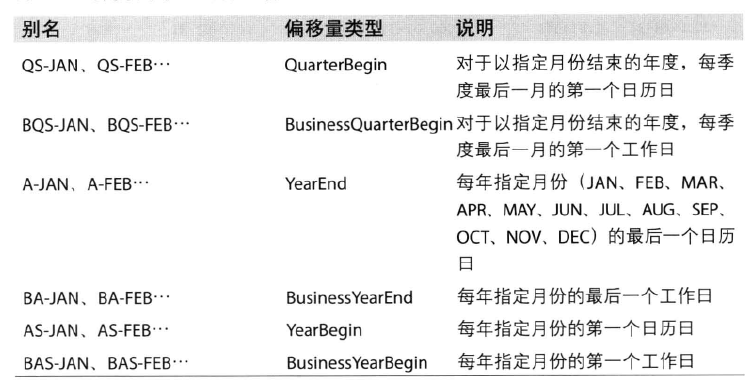 别名 偏移量类型 说明
QS-JAN、QS-FEB… QuarterBegin 对于以指定月份结束的年度，每季
度最后一月的第一个日历日
BQS-JAN、BQS-FEB… BusinessQuarterBegin 对于以指定月份结束的年度，每季
度最后一月的第一个工作日
A-JAN、A-FEB… YearEnd 每年指定月份（JAN、FEB、MAR、
APR、MAY、JUN、JUL、AUG、SEP、
OCT、NOV、DEC）的最后一个日历
日
BA-JAN、BA-FEB… BusinessYearEnd 每年指定月份的最后一个工作日
AS-JAN、AS-FEB… YearBegin 每年指定月份的第一个日历日
BAS-JAN、BAS-FEB… BusinessYearBegin 每年指定月份的第一个工作日